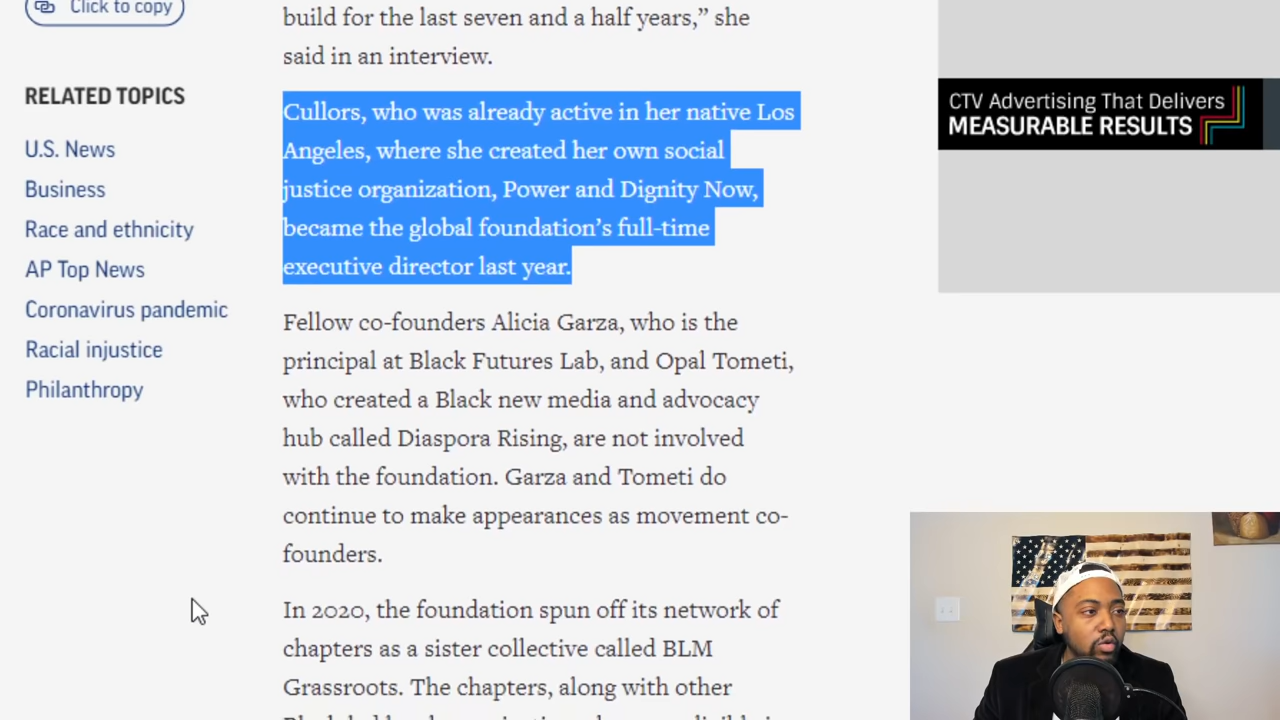 Click to copy
RELATED TOPICS
U.S. News
Business
Race and ethnicity
AP Top News
Coronavirus pandemic
Racial injustice
Philanthropy
build for the last seven and a half years,” she
said in an interview.
Cullors, who was already active in her native Los
Angeles, where she created her own social
justice organization, Power and Dignity Now,
became the global foundation’s full-time
executive director last year.
Fellow co-founders Alicia Garza, who is the
principal at Black Futures Lab, and Opal Tometi,
who created a Black new media and advocacy
hub called Diaspora Rising, are not involved
with the foundation. Garza and Tometi do
continue to make appearances as movement co-
founders.
In 2020, the foundation spun off its network of
chapters as a sister collective called BLM
Grassroots. The chapters, along with other
CTV Advertising That Delivers
MEASURABLE RESULTS